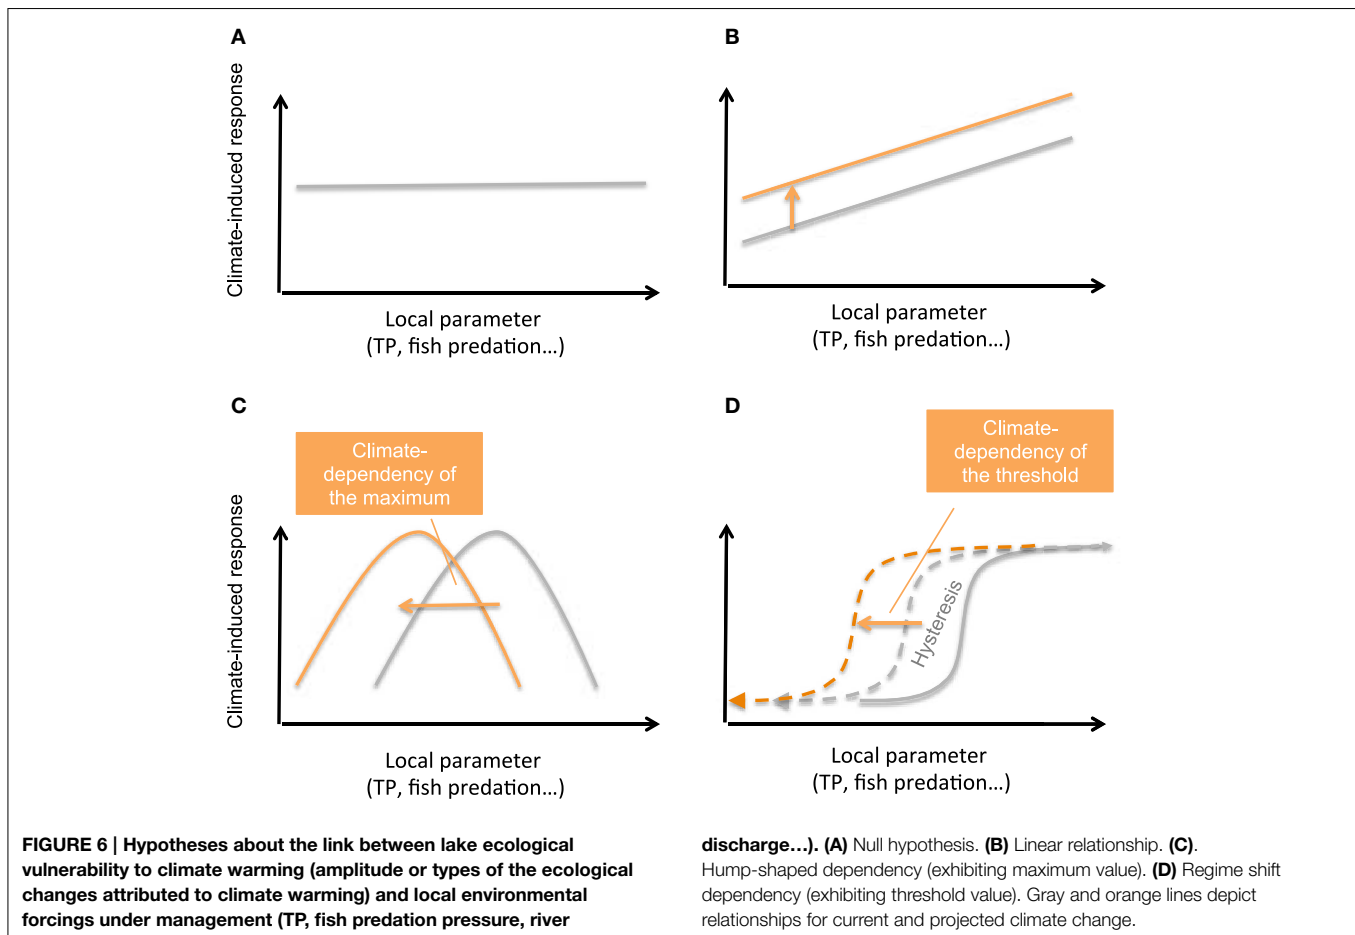 A
Climate-induced response
Local parameter
(TP, fish predation...)
B
Local parameter
(TP, fish predation...)
C
Climate-
dependency of
the maximum
Climate-induced response
Local parameter
(TP, fish predation...)
D
Climate-
dependency of
the threshold
Hysteresis
Local parameter
(TP, fish predation...)
FIGURE 6 | Hypotheses about the link between lake ecological
vulnerability to climate warming (amplitude or types of the ecological
changes attributed to climate warming) and local environmental
forcings under management (TP, fish predation pressure, river
discharge...). (A) Null hypothesis. (B) Linear relationship. (C).
Hump-shaped dependency (exhibiting maximum value). (D) Regime shift
dependency (exhibiting threshold value). Gray and orange lines depict
relationships for current and projected climate change.